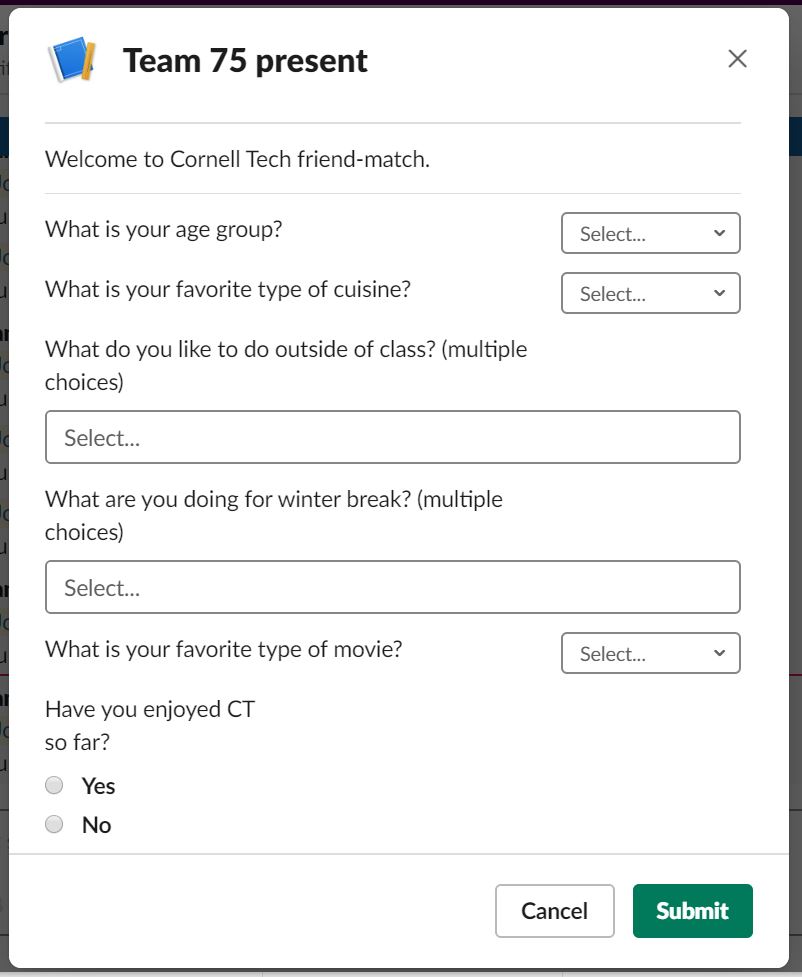 Team 75 present
Welcome to Cornell Tech friend-match.
What is your age group?
Select...
What is your favorite type of cuisine?
Select...
What do you like to do outside of class? (multiple
choices)
Select...
What are you doing for winter break? (multiple
choices)
Select...
What is your favorite type of movie?
Select...
Have you enjoyed CT
so far?
Yes
No
Cancel
Submit